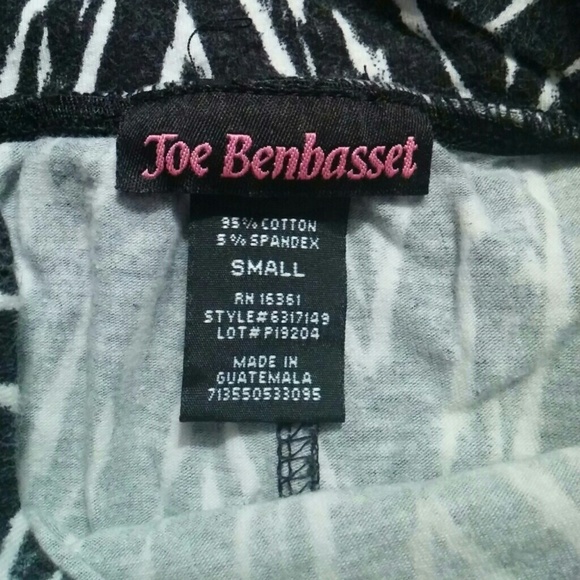 Joe Benbasset
95% COTTON
5% SPANDEX
SMALL
RN 16361
STYLE#6317149
LOT#P19204
MADE IN
GUATEMALA
713550533095